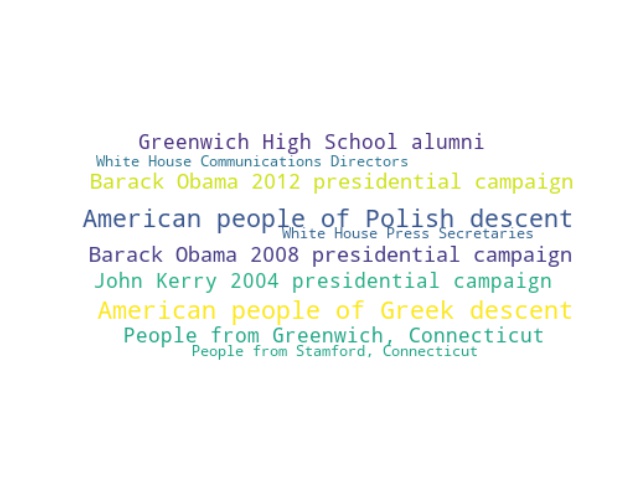 Greenwich High School alumni
White House Communications Directors
Barack Obama 2012 presidential campaign
American people of Polish descent
White House Press Secretaries
Barack Obama 2008 presidential campaign
John Kerry 2004 presidential campaign
American people of Greek descent
People from Greenwich, Connecticut
People from Stamford, Connecticut